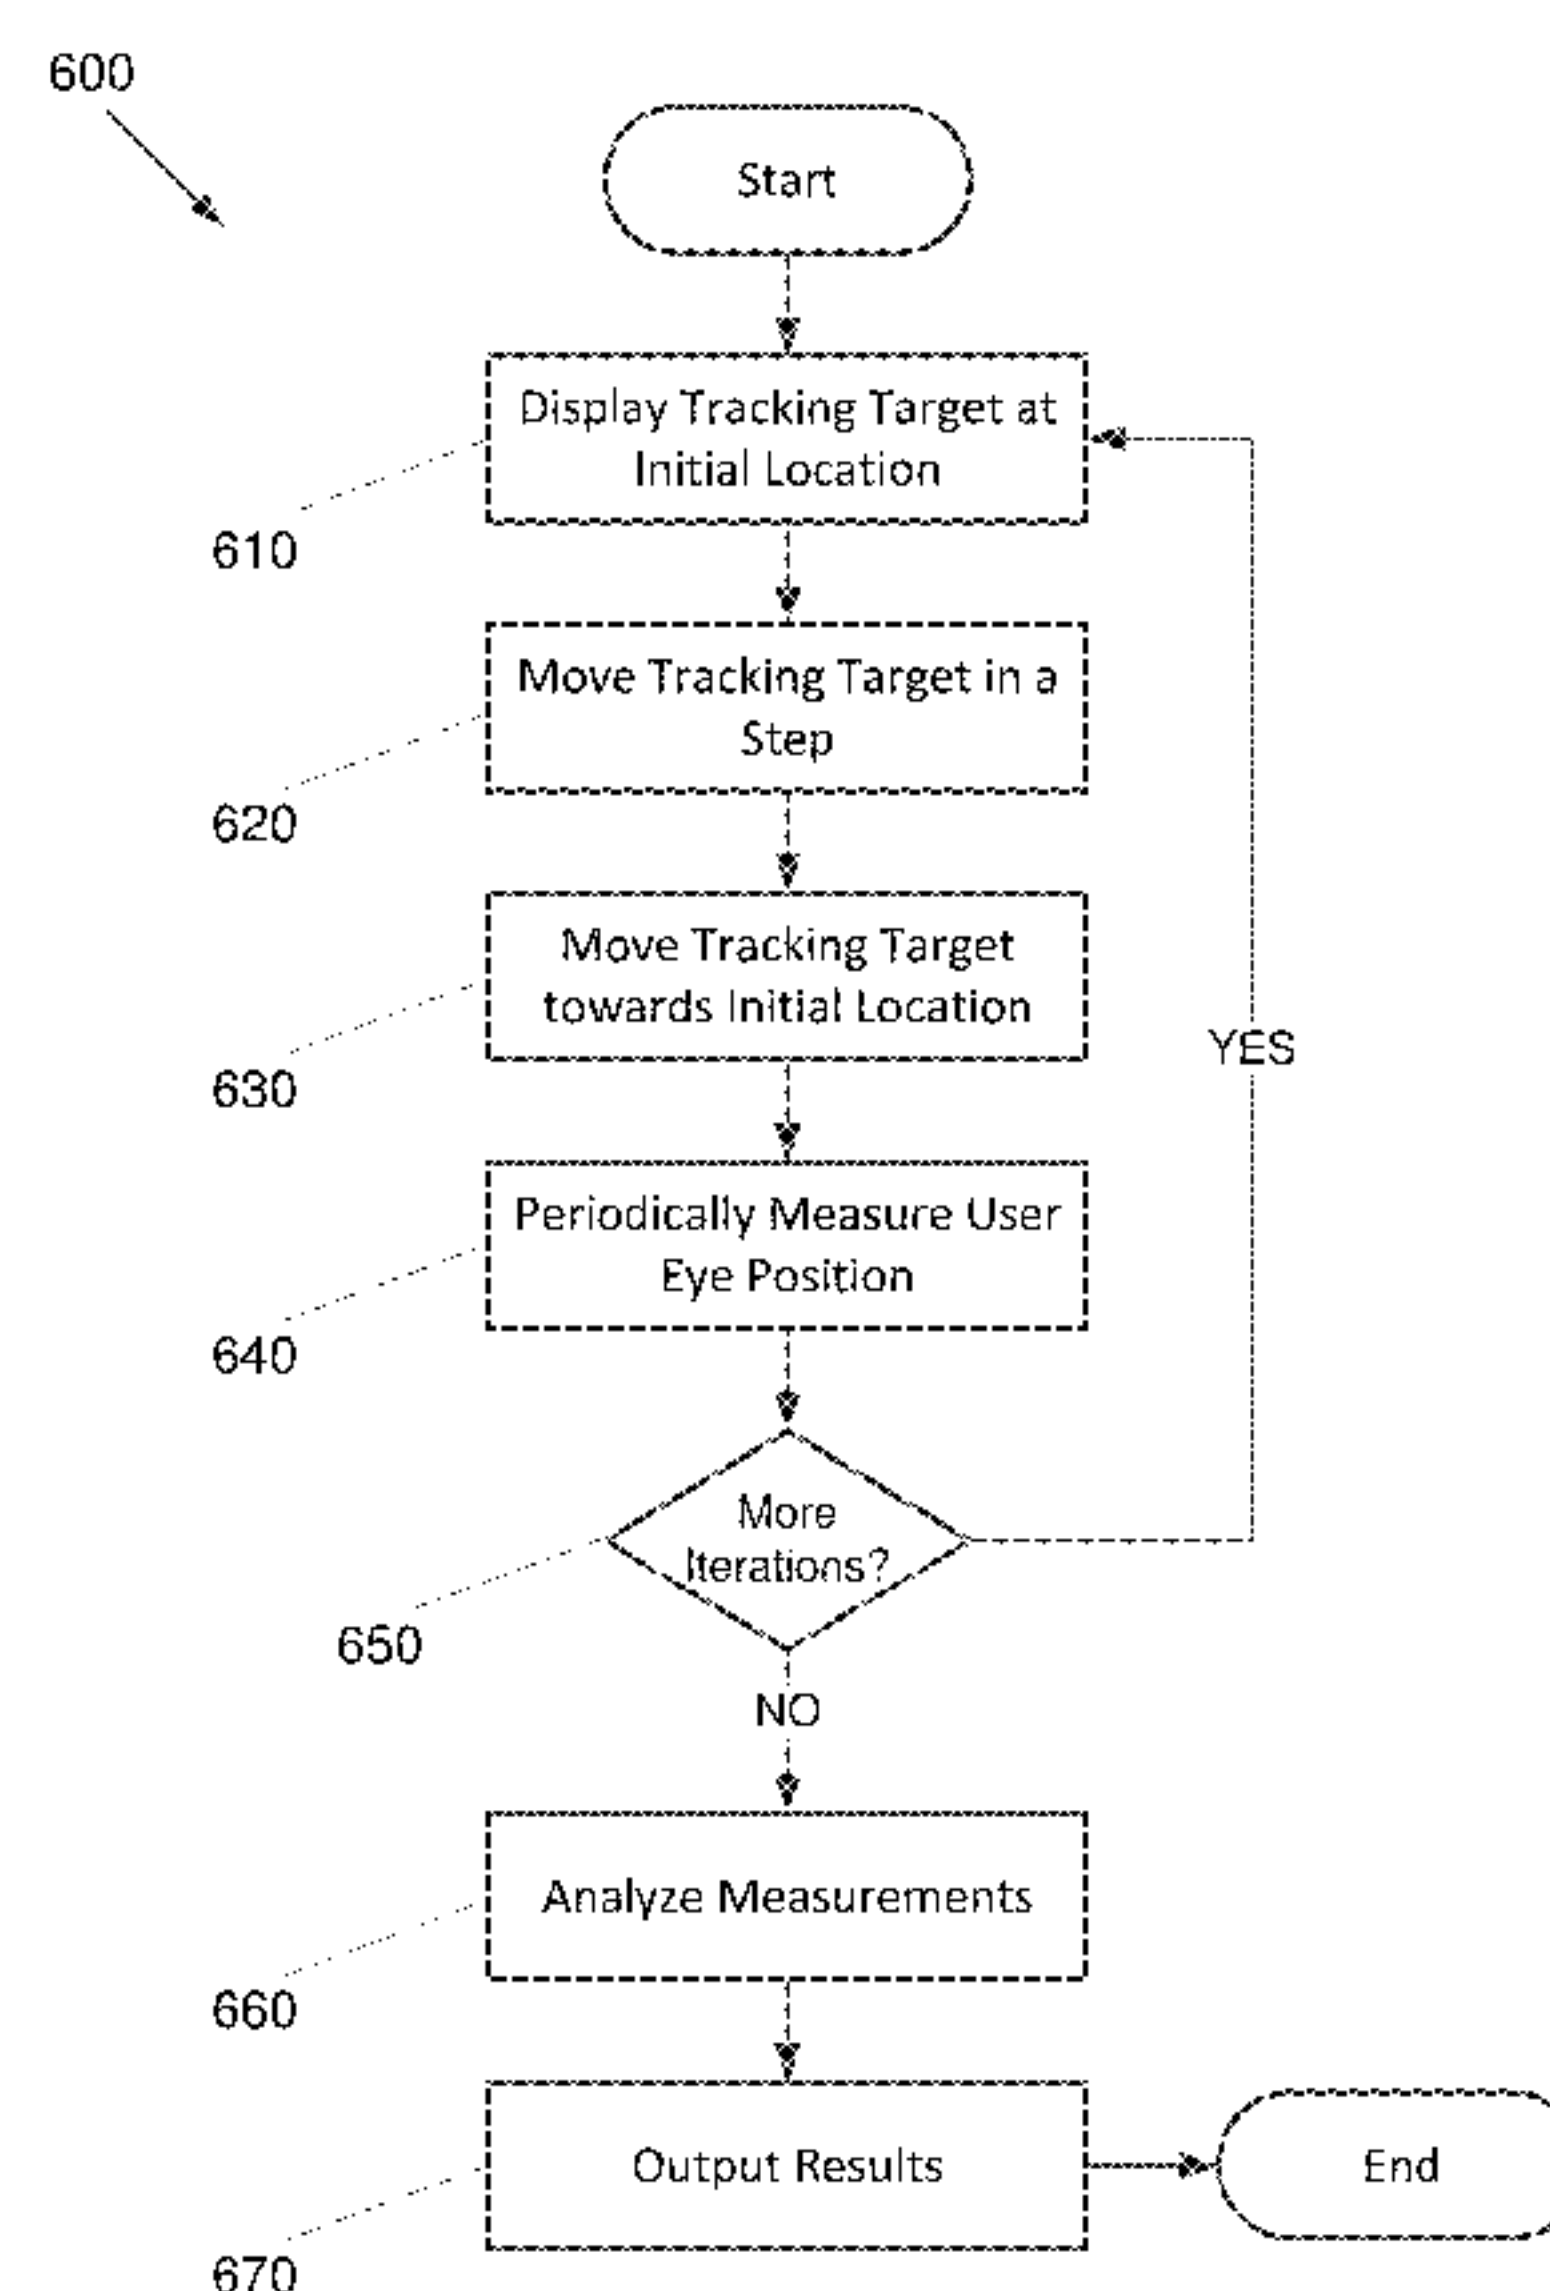 600
Start
Display Tracking Target at
Initial Location
610
Move Tracking Target in a
Step
620
Move Tracking Target
towards Initial Location
630
YES
Periodically Measure User
Eye Position
640
More
Iterations?
650
NO
Analyze Measurements
660
Output Results
End
670